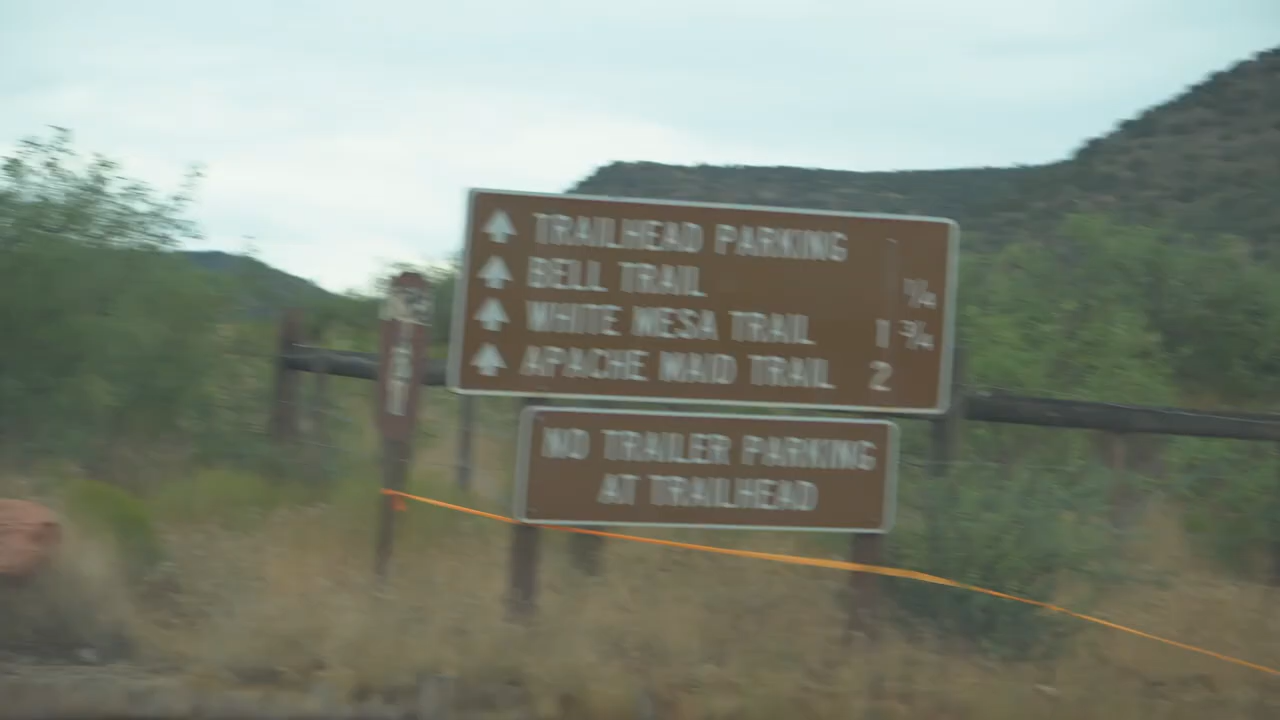 TRAILHEAD PARKING
BELL TRAIL 1/4
WHITE MESA TRAIL 1 3/4
APACHE MAID TRAIL 2
NO TRAILER PARKING
AT TRAILHEAD